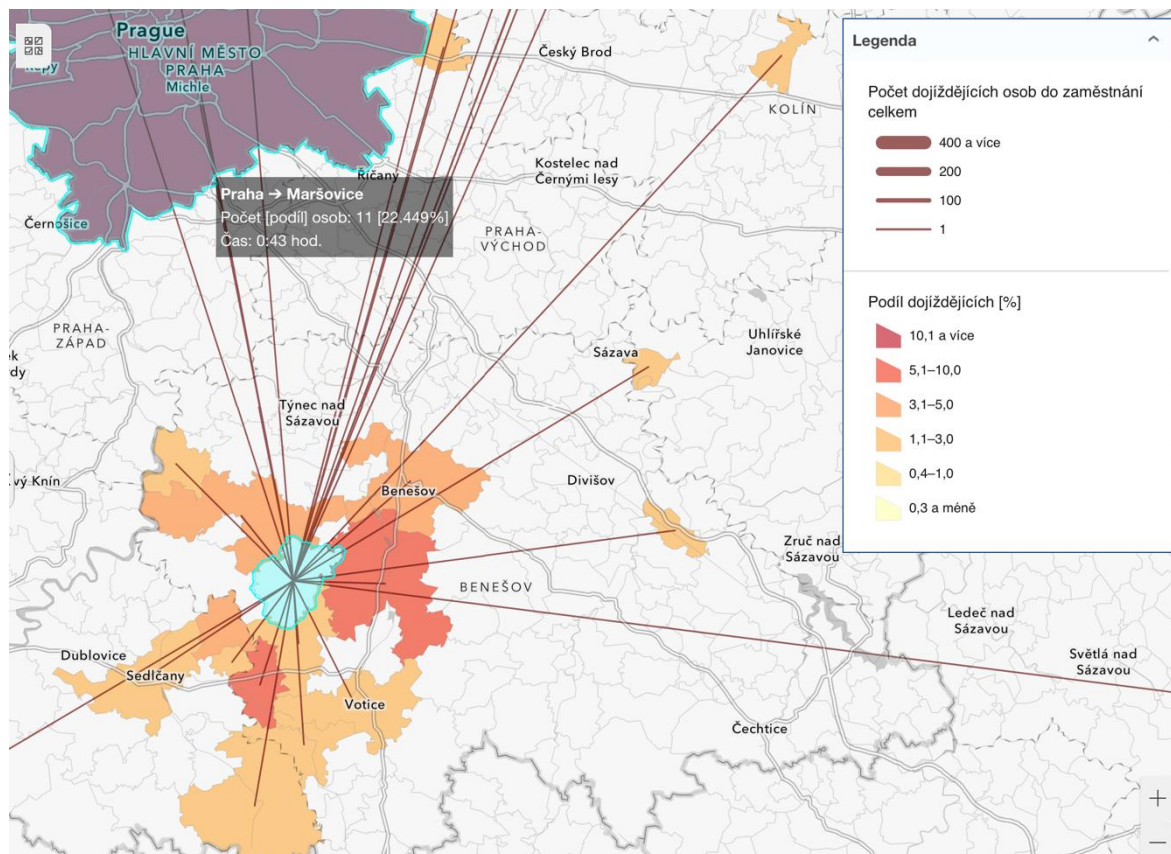 Prague
HLAVNÍ MĚSTO
PRAHA
Michle
Řepy
Český Brod
KOLÍN
Kostelec nad
Černými lesy
Říčany
Praha → Maršovice
Počet [podíl] osob: 11 [22.449%]
Čas: 0:43 hod.
Černošice
PRAHA-
VÝCHOD
PRAHA-
ZÁPAD
Uhlířské
Janovice
Sázava
ek
dy
Týnec nad
Sázavou
vý Knín
Benešov
Divišov
Zruč nad
Sázavou
BENEŠOV
Ledeč nad
Sázavou
Dublovice
Sedlčany
Světlá nad
Sázavou
Votice
Čechtice
Legenda
Počet dojíždějících osob do zaměstnání
celkem
400 a více
200
100
1
Podíl dojíždějících [%]
10,1 a více
5,1–10,0
3,1–5,0
1,1–3,0
0,4–1,0
0,3 a méně
+
−